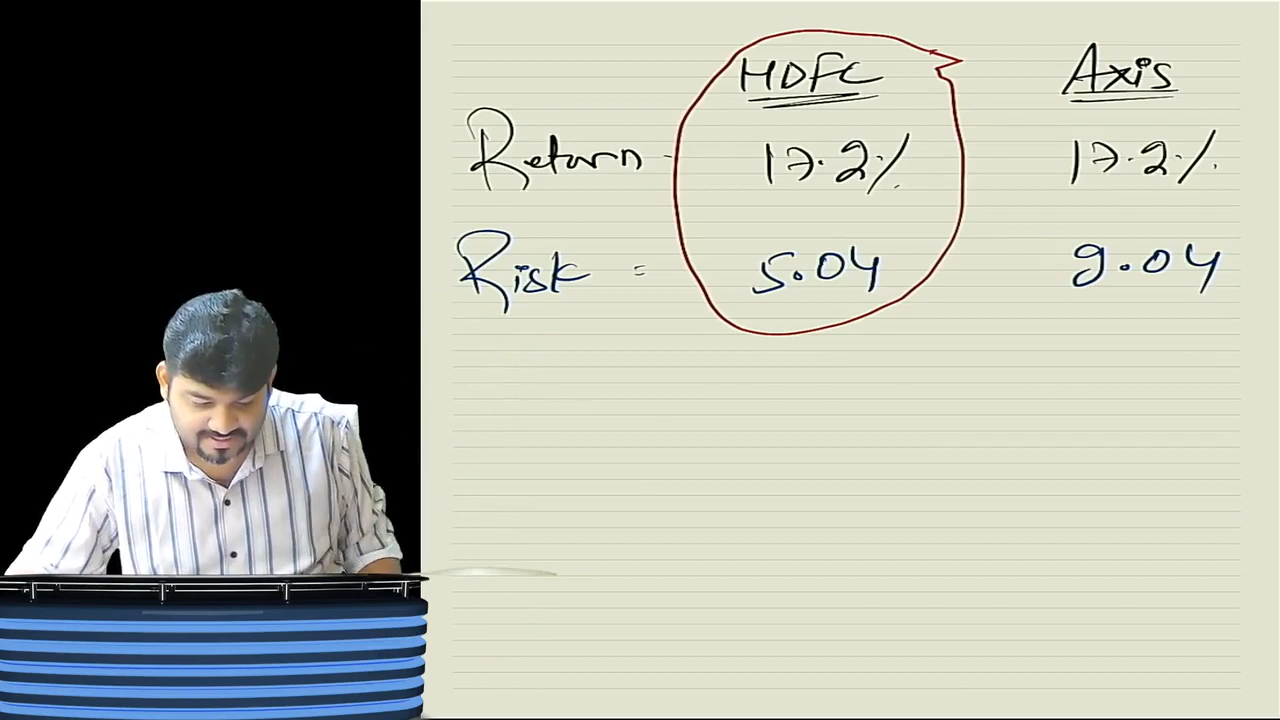 HDFC Axis
Return - 17.2% 17.2%
Risk = 5.04 9.04